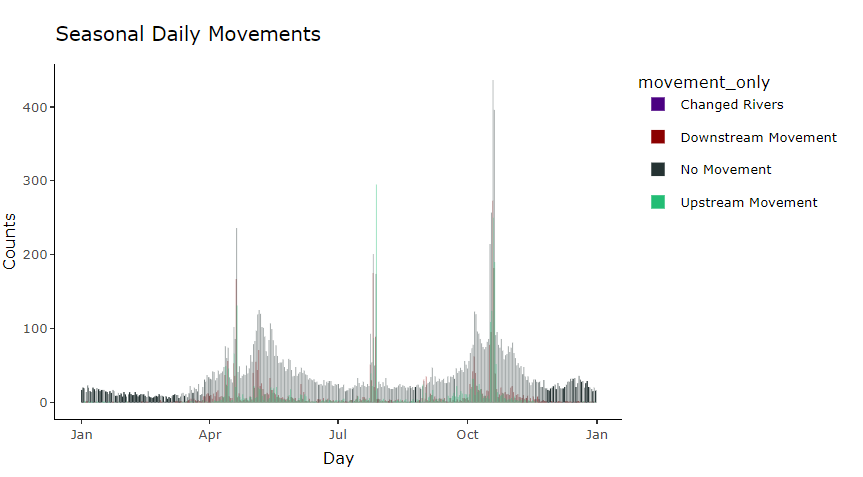 Seasonal Daily Movements
movement_only
Changed Rivers
Downstream Movement
No Movement
Upstream Movement
Counts
400
300
200
100
0
Jan Apr Jul Oct Jan
Day